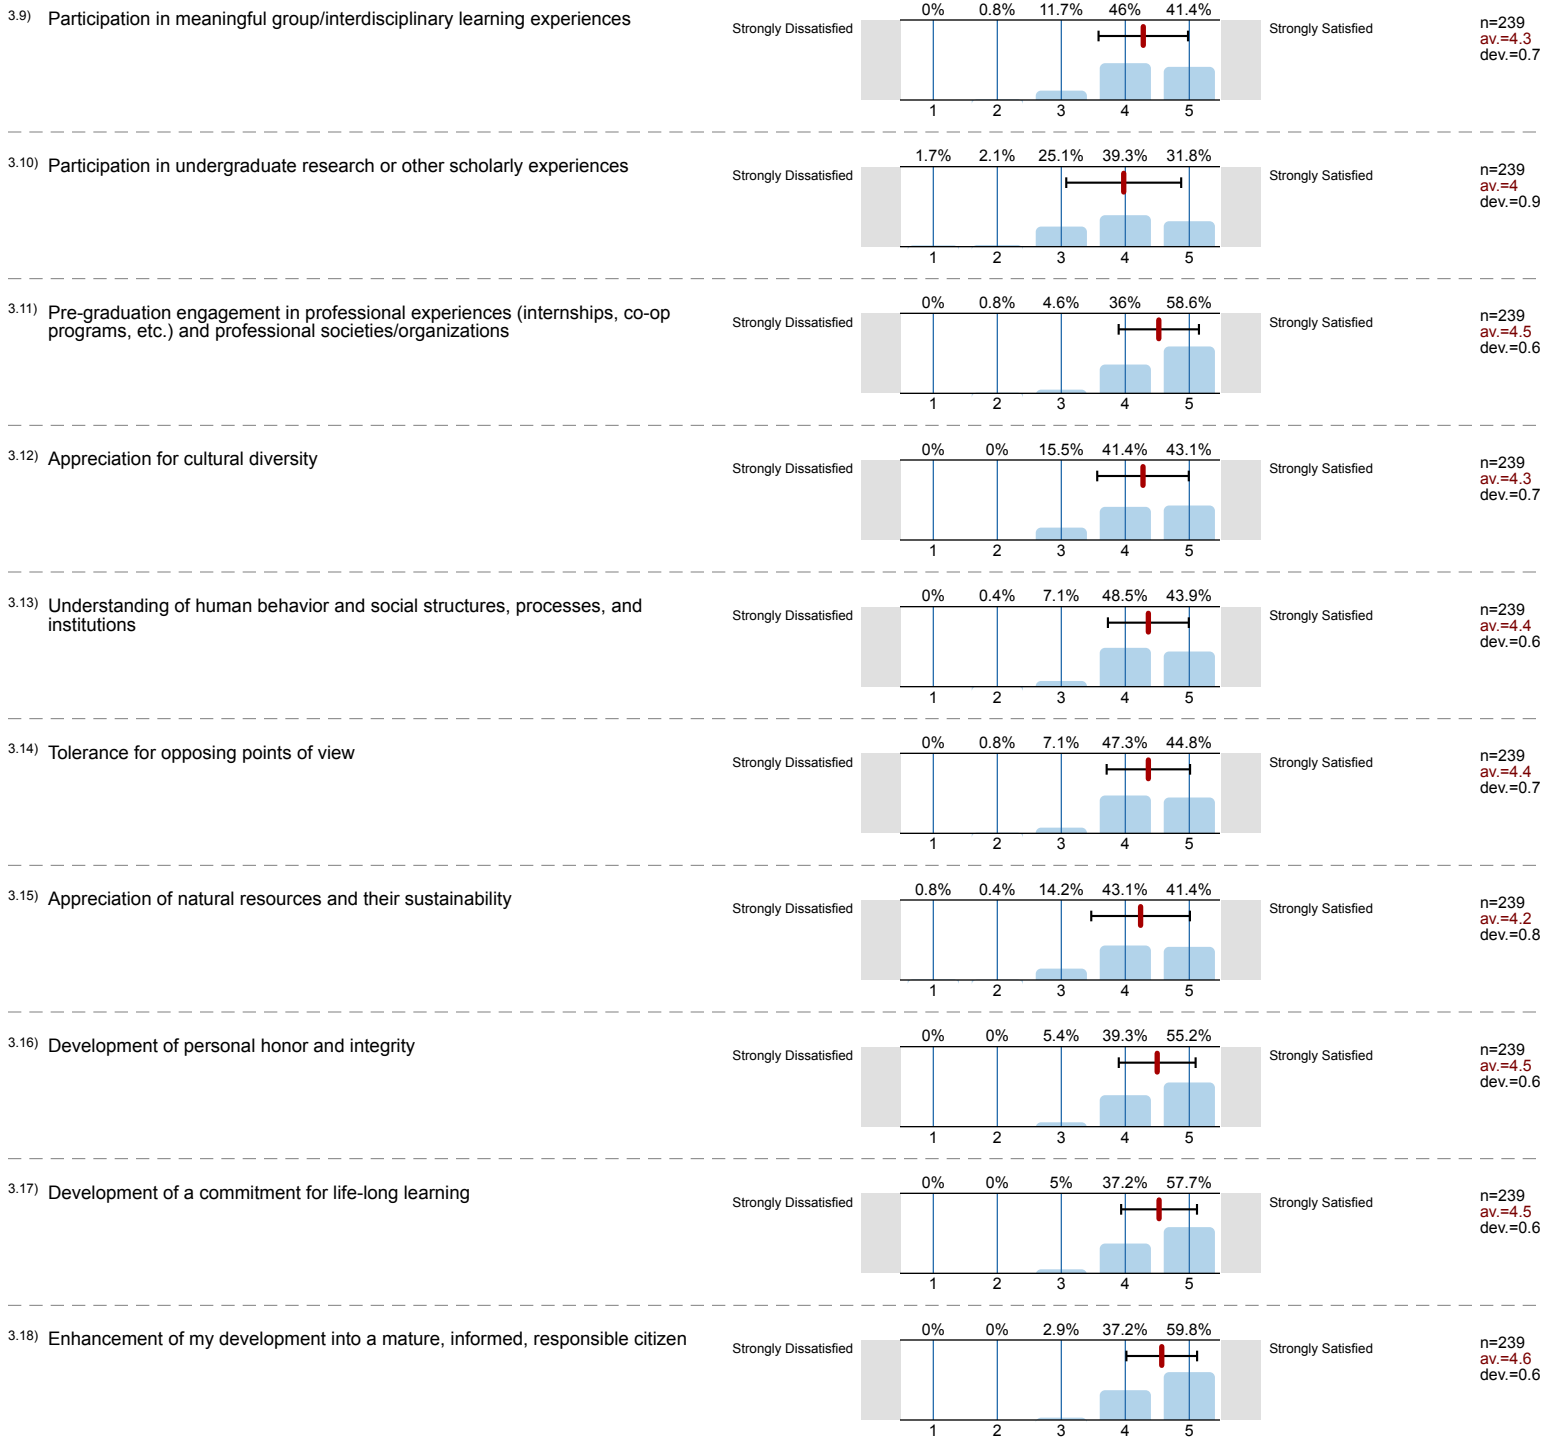 3.9) Participation in meaningful group/interdisciplinary learning experiences
0% 0.8% 11.7% 46% 41.4%
Strongly Dissatisfied
Strongly Satisfied
n=239
av.=4.3
dev.=0.7
1 2 3 4 5
3.10) Participation in undergraduate research or other scholarly experiences
1.7% 2.1% 25.1% 39.3% 31.8%
Strongly Dissatisfied
Strongly Satisfied
n=239
av.=4
dev.=0.9
1 2 3 4 5
3.11) Pre-graduation engagement in professional experiences (internships, co-op
programs, etc.) and professional societies/organizations
0% 0.8% 4.6% 36% 58.6%
Strongly Dissatisfied
Strongly Satisfied
n=239
av.=4.5
dev.=0.6
1 2 3 4 5
3.12) Appreciation for cultural diversity
0% 0% 15.5% 41.4% 43.1%
Strongly Dissatisfied
Strongly Satisfied
n=239
av.=4.3
dev.=0.7
1 2 3 4 5
3.13) Understanding of human behavior and social structures, processes, and
institutions
0% 0.4% 7.1% 48.5% 43.9%
Strongly Dissatisfied
Strongly Satisfied
n=239
av.=4.4
dev.=0.6
1 2 3 4 5
3.14) Tolerance for opposing points of view
0% 0.8% 7.1% 47.3% 44.8%
Strongly Dissatisfied
Strongly Satisfied
n=239
av.=4.4
dev.=0.7
1 2 3 4 5
3.15) Appreciation of natural resources and their sustainability
0.8% 0.4% 14.2% 43.1% 41.4%
Strongly Dissatisfied
Strongly Satisfied
n=239
av.=4.2
dev.=0.8
1 2 3 4 5
3.16) Development of personal honor and integrity
0% 0% 5.4% 39.3% 55.2%
Strongly Dissatisfied
Strongly Satisfied
n=239
av.=4.5
dev.=0.6
1 2 3 4 5
3.17) Development of a commitment for life-long learning
0% 0% 5% 37.2% 57.7%
Strongly Dissatisfied
Strongly Satisfied
n=239
av.=4.5
dev.=0.6
1 2 3 4 5
3.18) Enhancement of my development into a mature, informed, responsible citizen
0% 0% 2.9% 37.2% 59.8%
Strongly Dissatisfied
Strongly Satisfied
n=239
av.=4.6
dev.=0.6
1 2 3 4 5